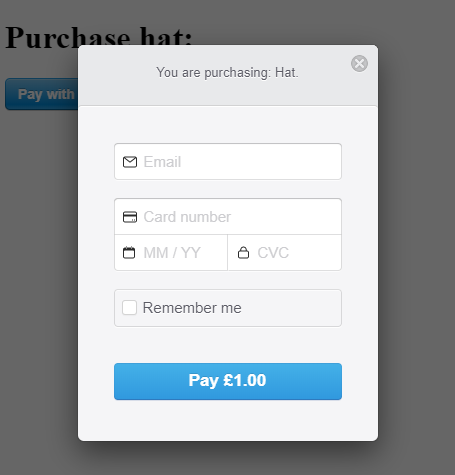 Purchase hat:
Pay with
You are purchasing: Hat.
Email
Card number
MM / YY
CVC
Remember me
Pay £1.00